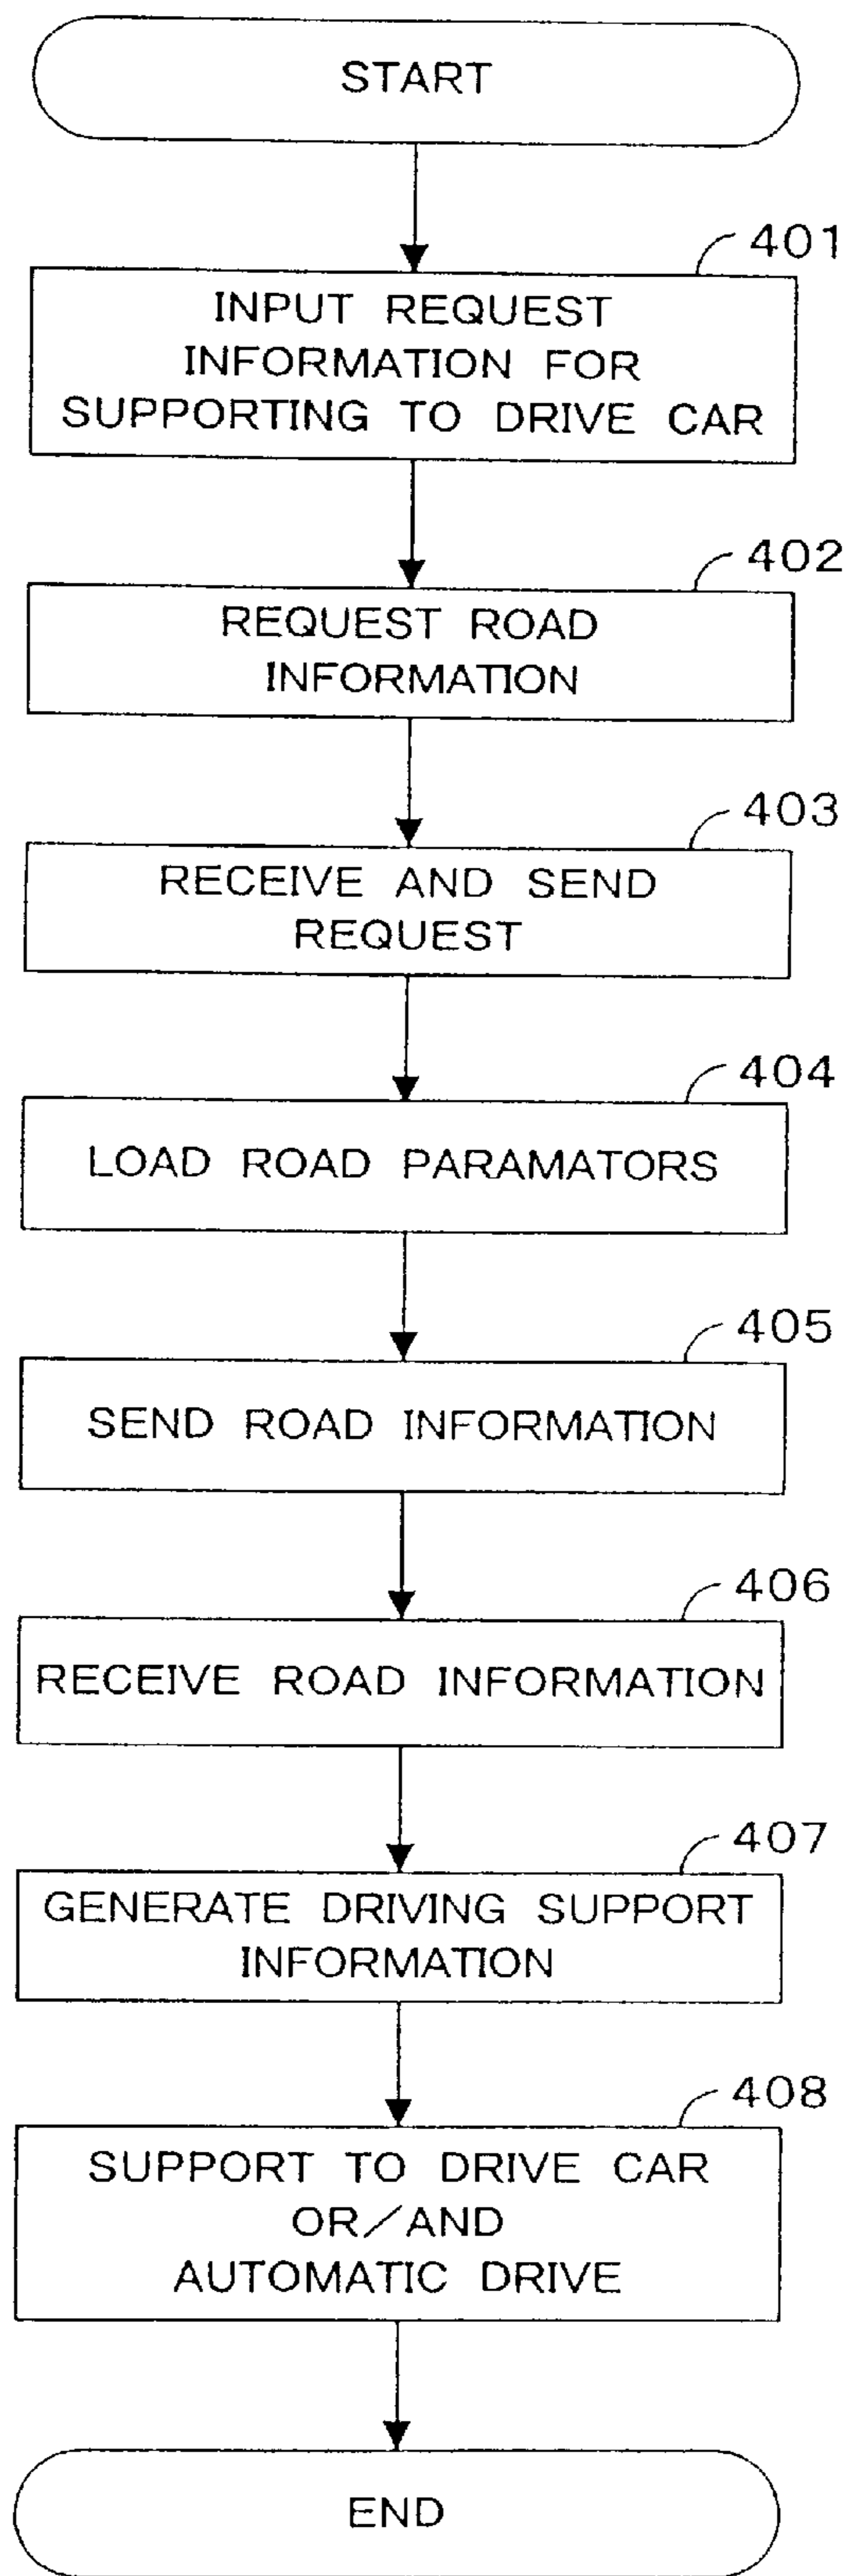 START
401
INPUT REQUEST
INFORMATION FOR
SUPPORTING TO DRIVE CAR
402
REQUEST ROAD
INFORMATION
403
RECEIVE AND SEND
REQUEST
404
LOAD ROAD PARAMATORS
405
SEND ROAD INFORMATION
406
RECEIVE ROAD INFORMATION
407
GENERATE DRIVING SUPPORT
INFORMATION
408
SUPPORT TO DRIVE CAR
OR/AND
AUTOMATIC DRIVE
END